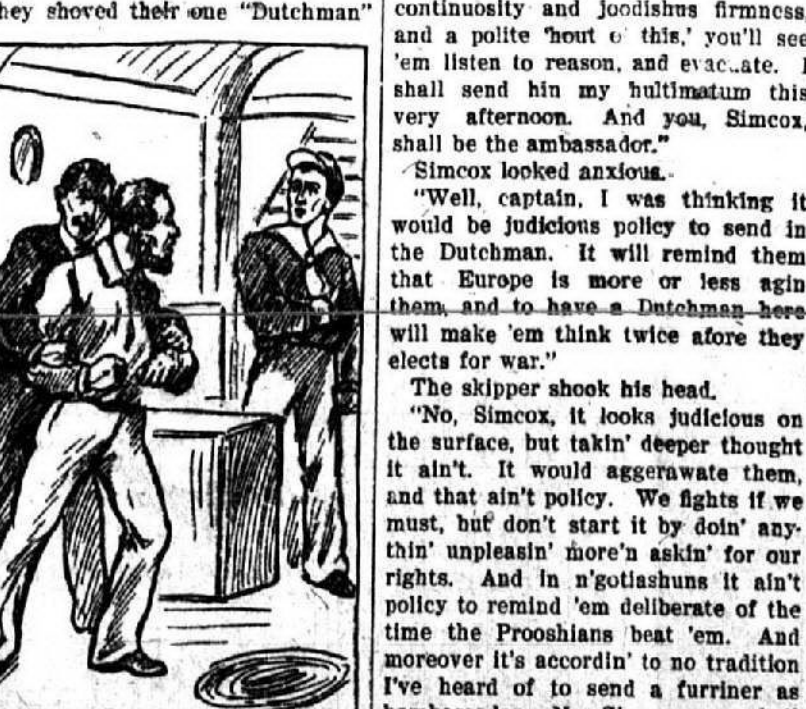 hey shoved their one "Dutchman"
continuosity and joodishus firmness
and a polite 'hout o' this,' you'll see
'em listen to reason, and evac..ate. I
shall send him my hultimatum this
very afternoon. And you, Simcox,
shall be the ambassador."
Simcox looked anxious.
"Well, captain, I was thinking it
would be judicious policy to send in
the Dutchman. It will remind them
that Europe is more or less agin
them, and to have a Dutchman here
will make 'em think twice afore they
elects for war."
The skipper shook his head.
"No, Simcox, it looks judicious on
the surface, but takin' deeper thought
it ain't. It would aggerawate them,
and that ain't policy. We fights if we
must, but don't start it by doin' any-
thin' unpleasin' more'n askin' for our
rights. And in n'gotiashuns it ain't
policy to remind 'em deliberate of the
time the Prooshians beat 'em. And
moreover it's accordin' to no tradition
I've heard of to send a furriner as